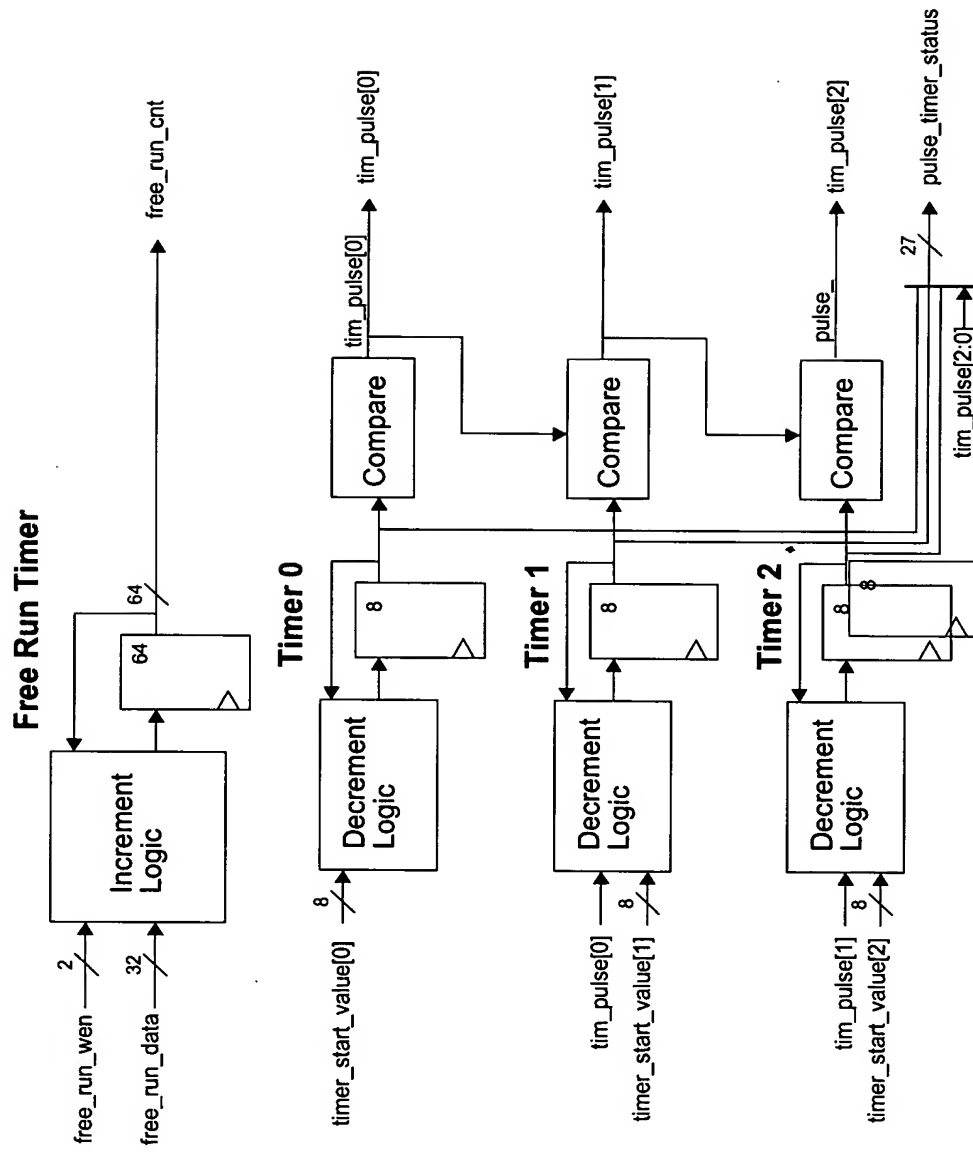 Free Run Timer
free_run_wen
2
free_run_data
32
Increment
Logic
64
64
free_run_cnt
Timer 0
timer_start_value[0]
8
Decrement
Logic
8
Compare
tim_pulse[0]
tim_pulse[0]
Timer 1
tim_pulse[0]
timer_start_value[1]
8
Decrement
Logic
8
Compare
tim_pulse[1]
Timer 2
tim_pulse[1]
timer_start_value[2]
8
Decrement
Logic
8
8
Compare
pulse_
tim_pulse[2]
27
pulse_timer_status
tim_pulse[2:0]